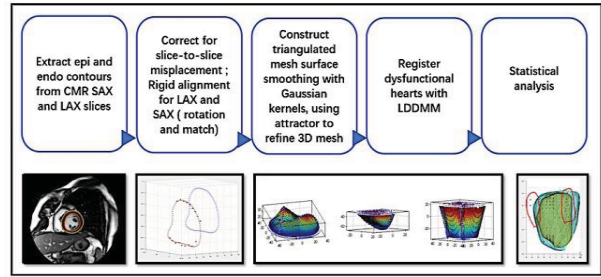 Extract epi and
endo contours
from CMR SAX
and LAX slices
Correct for
slice-to-slice
misplacement ;
Rigid alignment
for LAX and
SAX ( rotation
and match)
Construct
triangulated
mesh surface
smoothing with
Gaussian
kernels, using
attractor to
refine 3D mesh
Register
dysfunctional
hearts with
LDDMM
Statistical
analysis